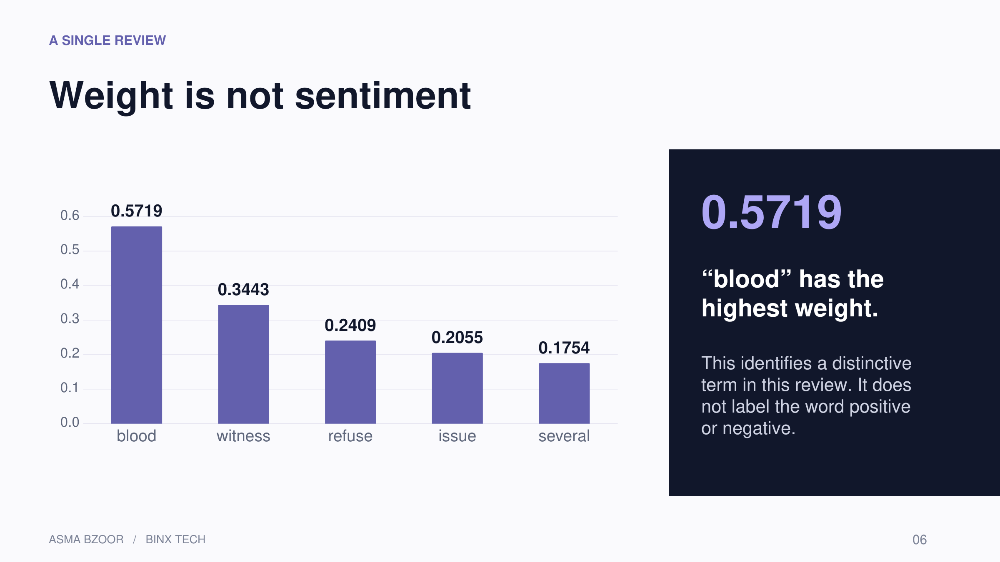 A SINGLE REVIEW
Weight is not sentiment
0.6
0.5
0.4
0.3
0.2
0.1
0.0
0.5719
0.3443
0.2409
0.2055
0.1754
blood
witness
refuse
issue
several
0.5719
“blood” has the
highest weight.
This identifies a distinctive
term in this review. It does
not label the word positive
or negative.
ASMA BZOOR / BINX TECH
06